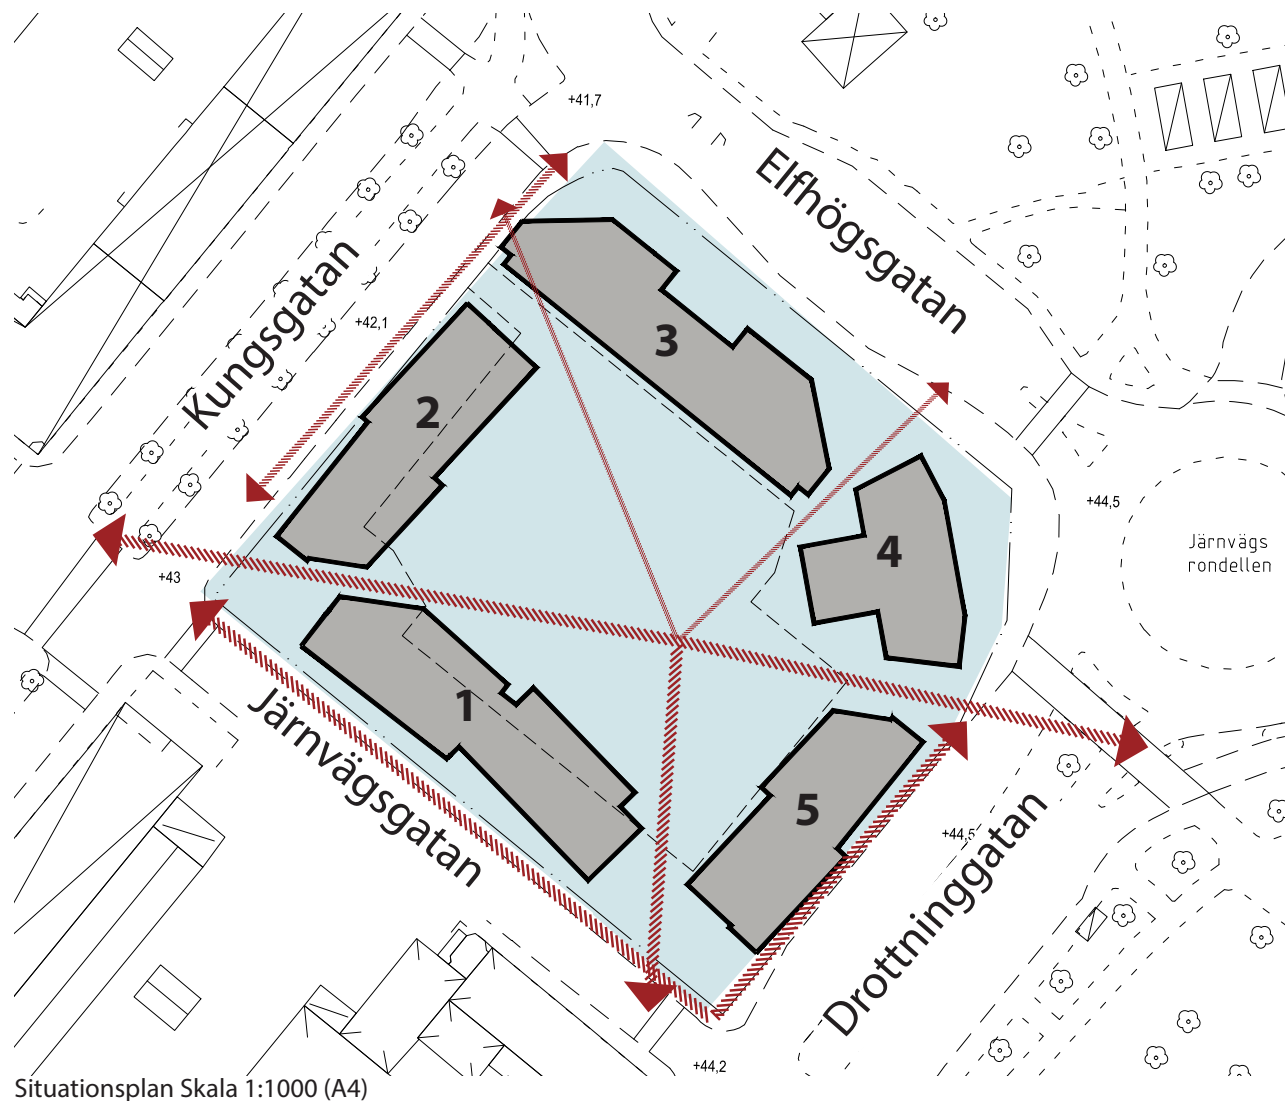 +41,7
Elfhögsgatan
Kungsgatan
+42,1
3
2
+44,5
Järnvägs
rondellen
4
+43
1
Järnvägsgatan
5
+44,5
Drottninggatan
+44,2
Situationsplan Skala 1:1000 (A4)